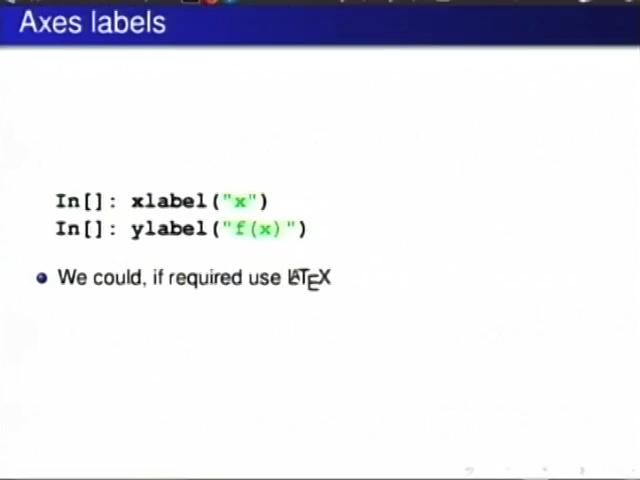 Axes labels
In[]: xlabel("x")
In[]: ylabel("f(x)")
We could, if required use LATEX